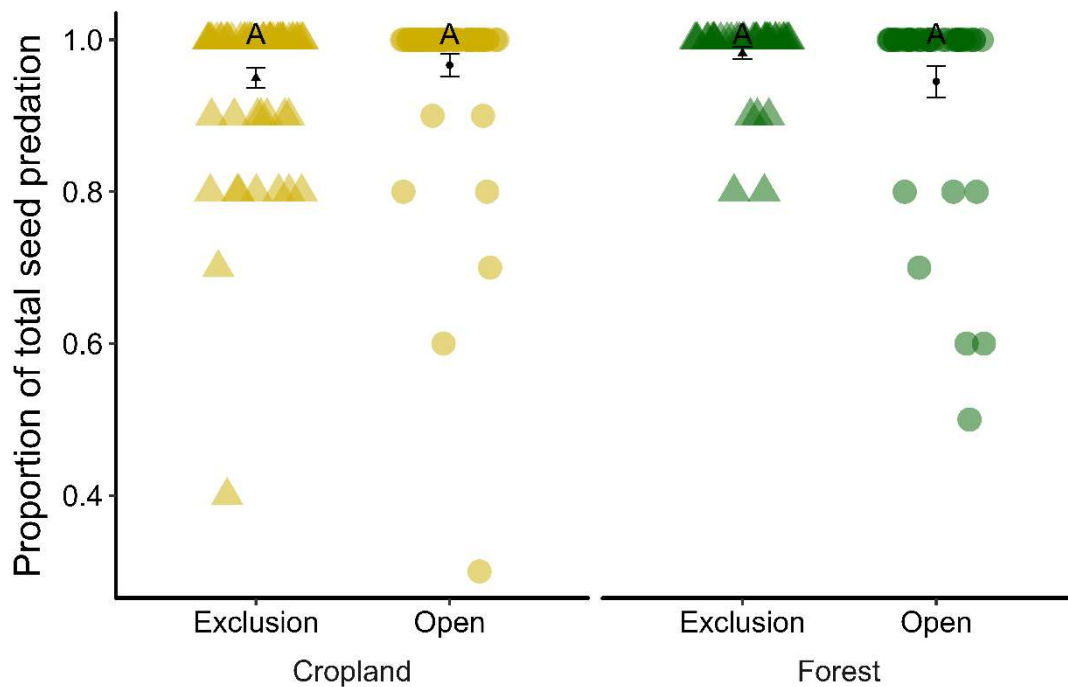 Proportion of total seed predation
1.0
0.8
0.6
0.4
A
A
A
A
Exclusion
Open
Exclusion
Open
Cropland
Forest